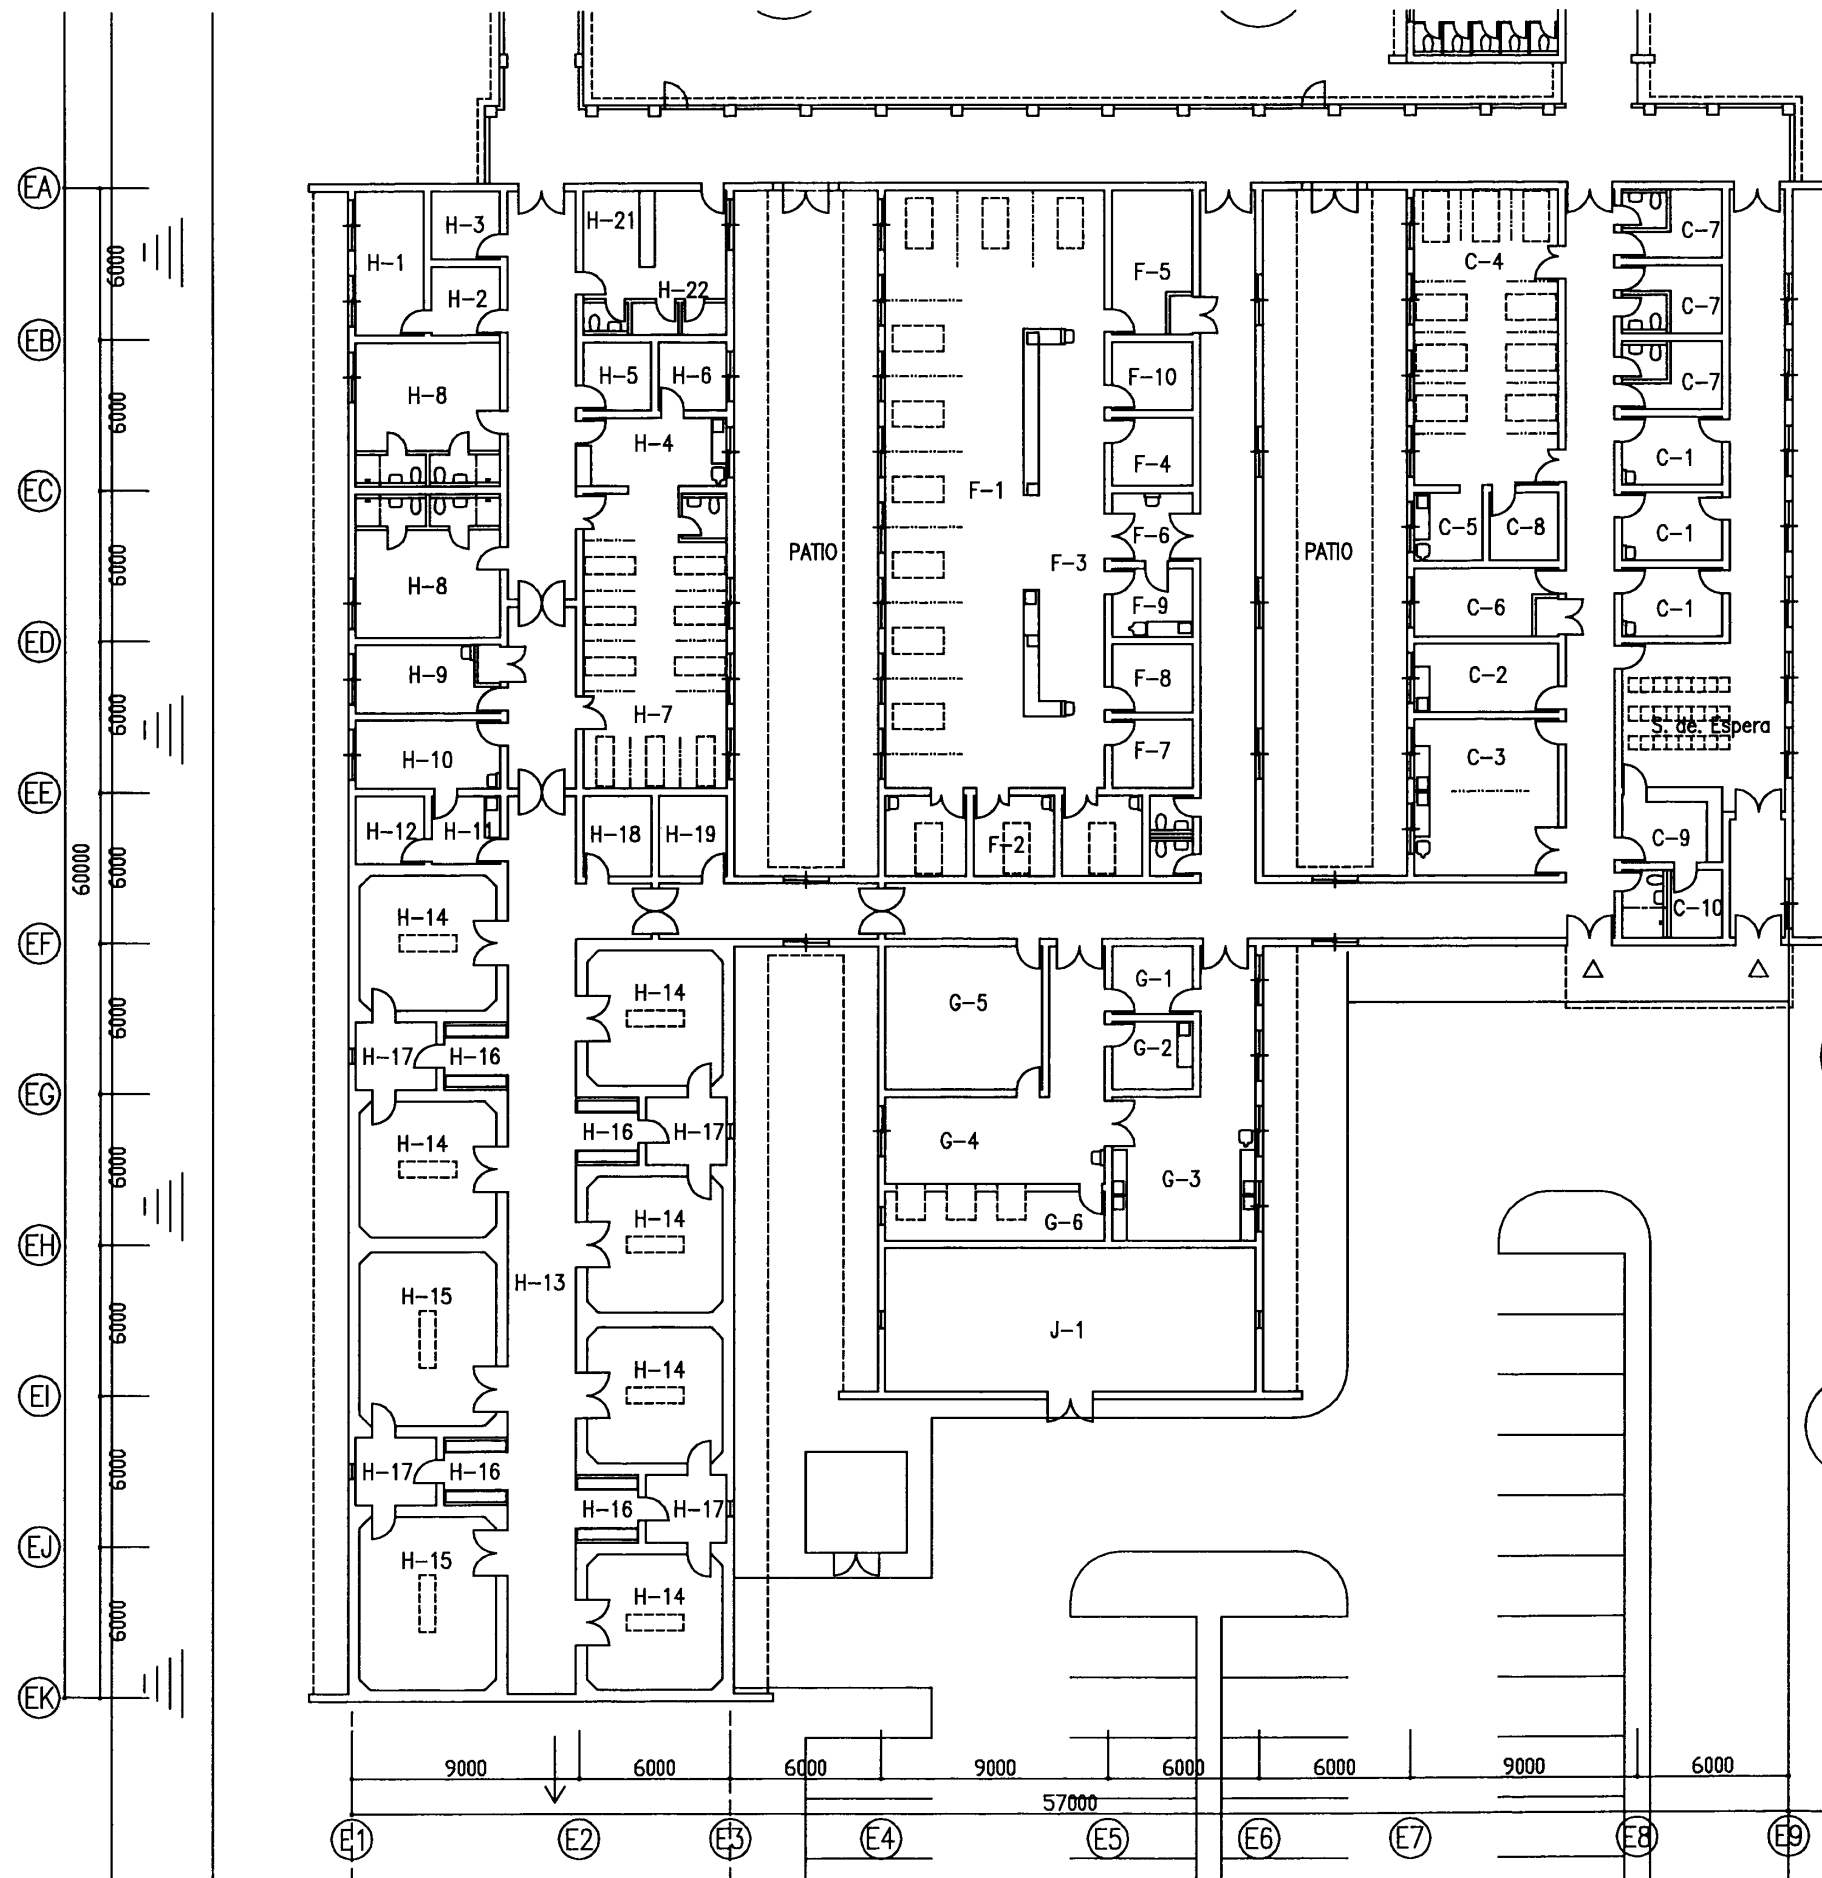 EA
H-21
H-3
C-7
H-1
F-5
C-4
6000
H-2
H-22
C-7
EB
H-5
H-6
F-10
C-7
H-8
6000
H-4
F-4
C-1
EC
F-1
C-5
C-8
C-1
F-6
PATIO
PATIO
F-3
6000
H-8
F-9
C-6
C-1
ED
H-9
F-8
C-2
6000
H-7
S. de. Espera
H-10
F-7
C-3
EE
H-12
H-11
H-18
H-19
F-2
C-9
60000
6000
H-14
C-10
EF
G-1
H-14
G-5
6000
H-17
H-16
G-2
EG
H-14
H-16
H-17
G-4
6000
G-3
H-14
G-6
EH
H-13
H-15
6000
J-1
H-14
EI
H-17
H-16
6000
H-16
H-17
EJ
H-15
H-14
6000
EK
9000
6000
6000
9000
6000
6000
9000
6000
57000
E1
E2
E3
E4
E5
E6
E7
E8
E9